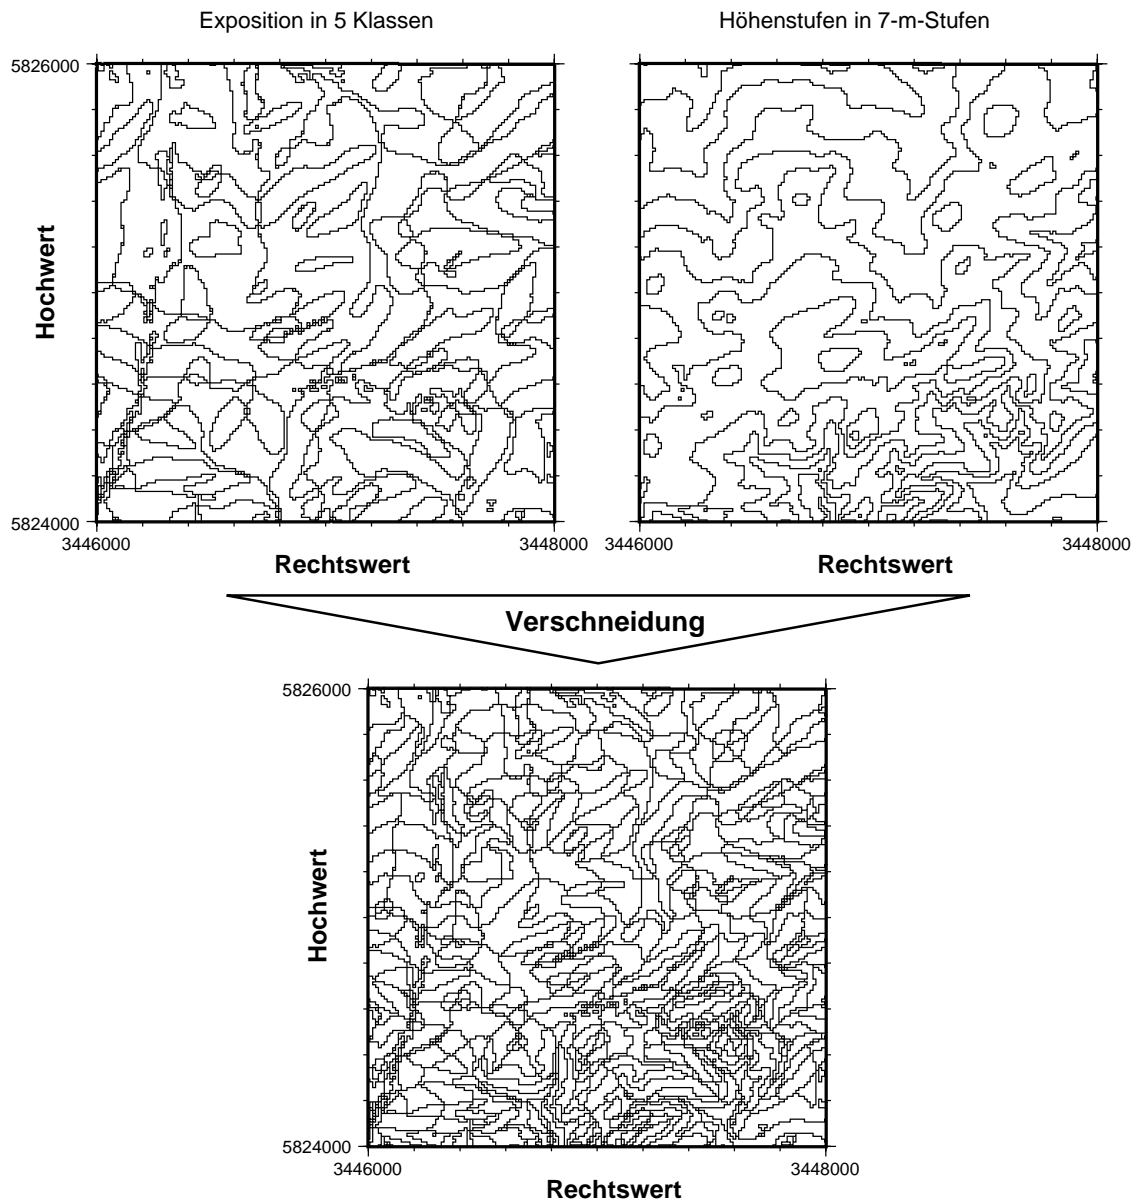 Exposition in 5 Klassen
Höhenstufen in 7-m-Stufen
5826000
Hochwert
5824000
3446000
3448000
3446000
3448000
Rechtswert
Rechtswert
Verschneidung
5826000
Hochwert
5824000
3446000
3448000
Rechtswert